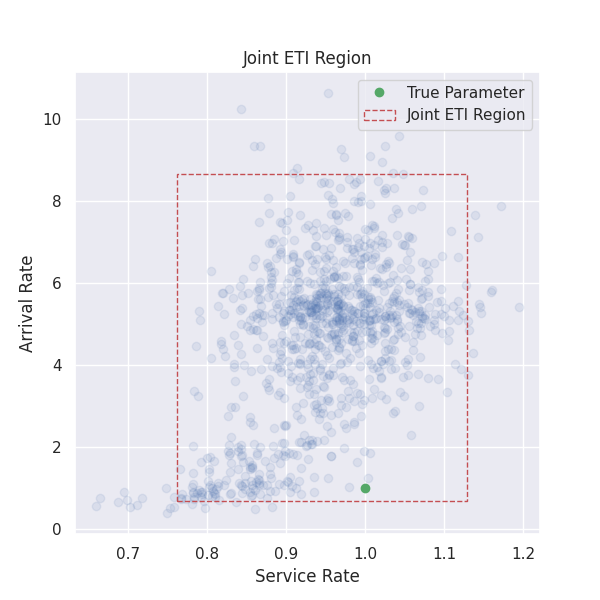 Joint ETI Region
True Parameter
Joint ETI Region
10
8
6
4
2
0
Arrival Rate
0.7 0.8 0.9 1.0 1.1 1.2
Service Rate